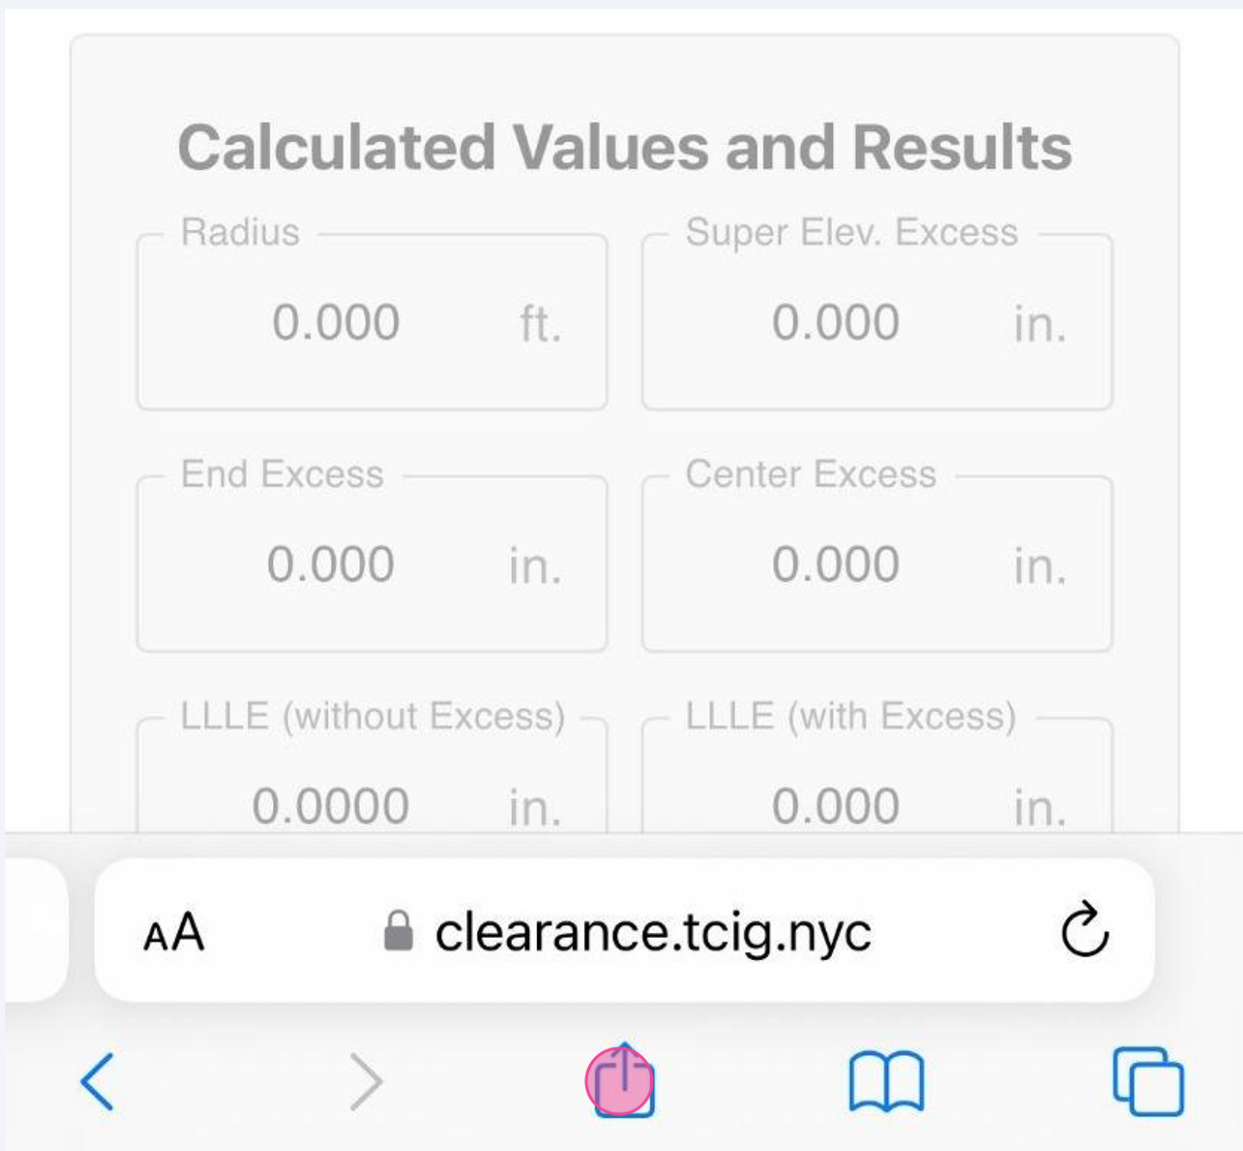 Calculated Values and Results
Radius
Super Elev. Excess
0.000 ft.
0.000 in.
End Excess
Center Excess
0.000 in.
0.000 in.
LLLE (without Excess)
LLLE (with Excess)
0.0000 in.
0.000 in.
AA clearance.tcig.nyc